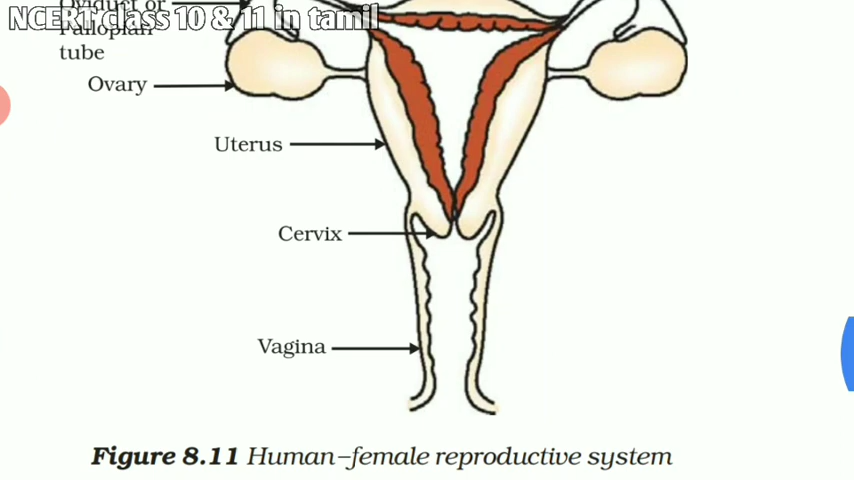 Oviduct or
NCERT class 10 & 11 in tamil
Fallopian
tube
Ovary
Uterus
Cervix
Vagina
Figure 8.11 Human–female reproductive system